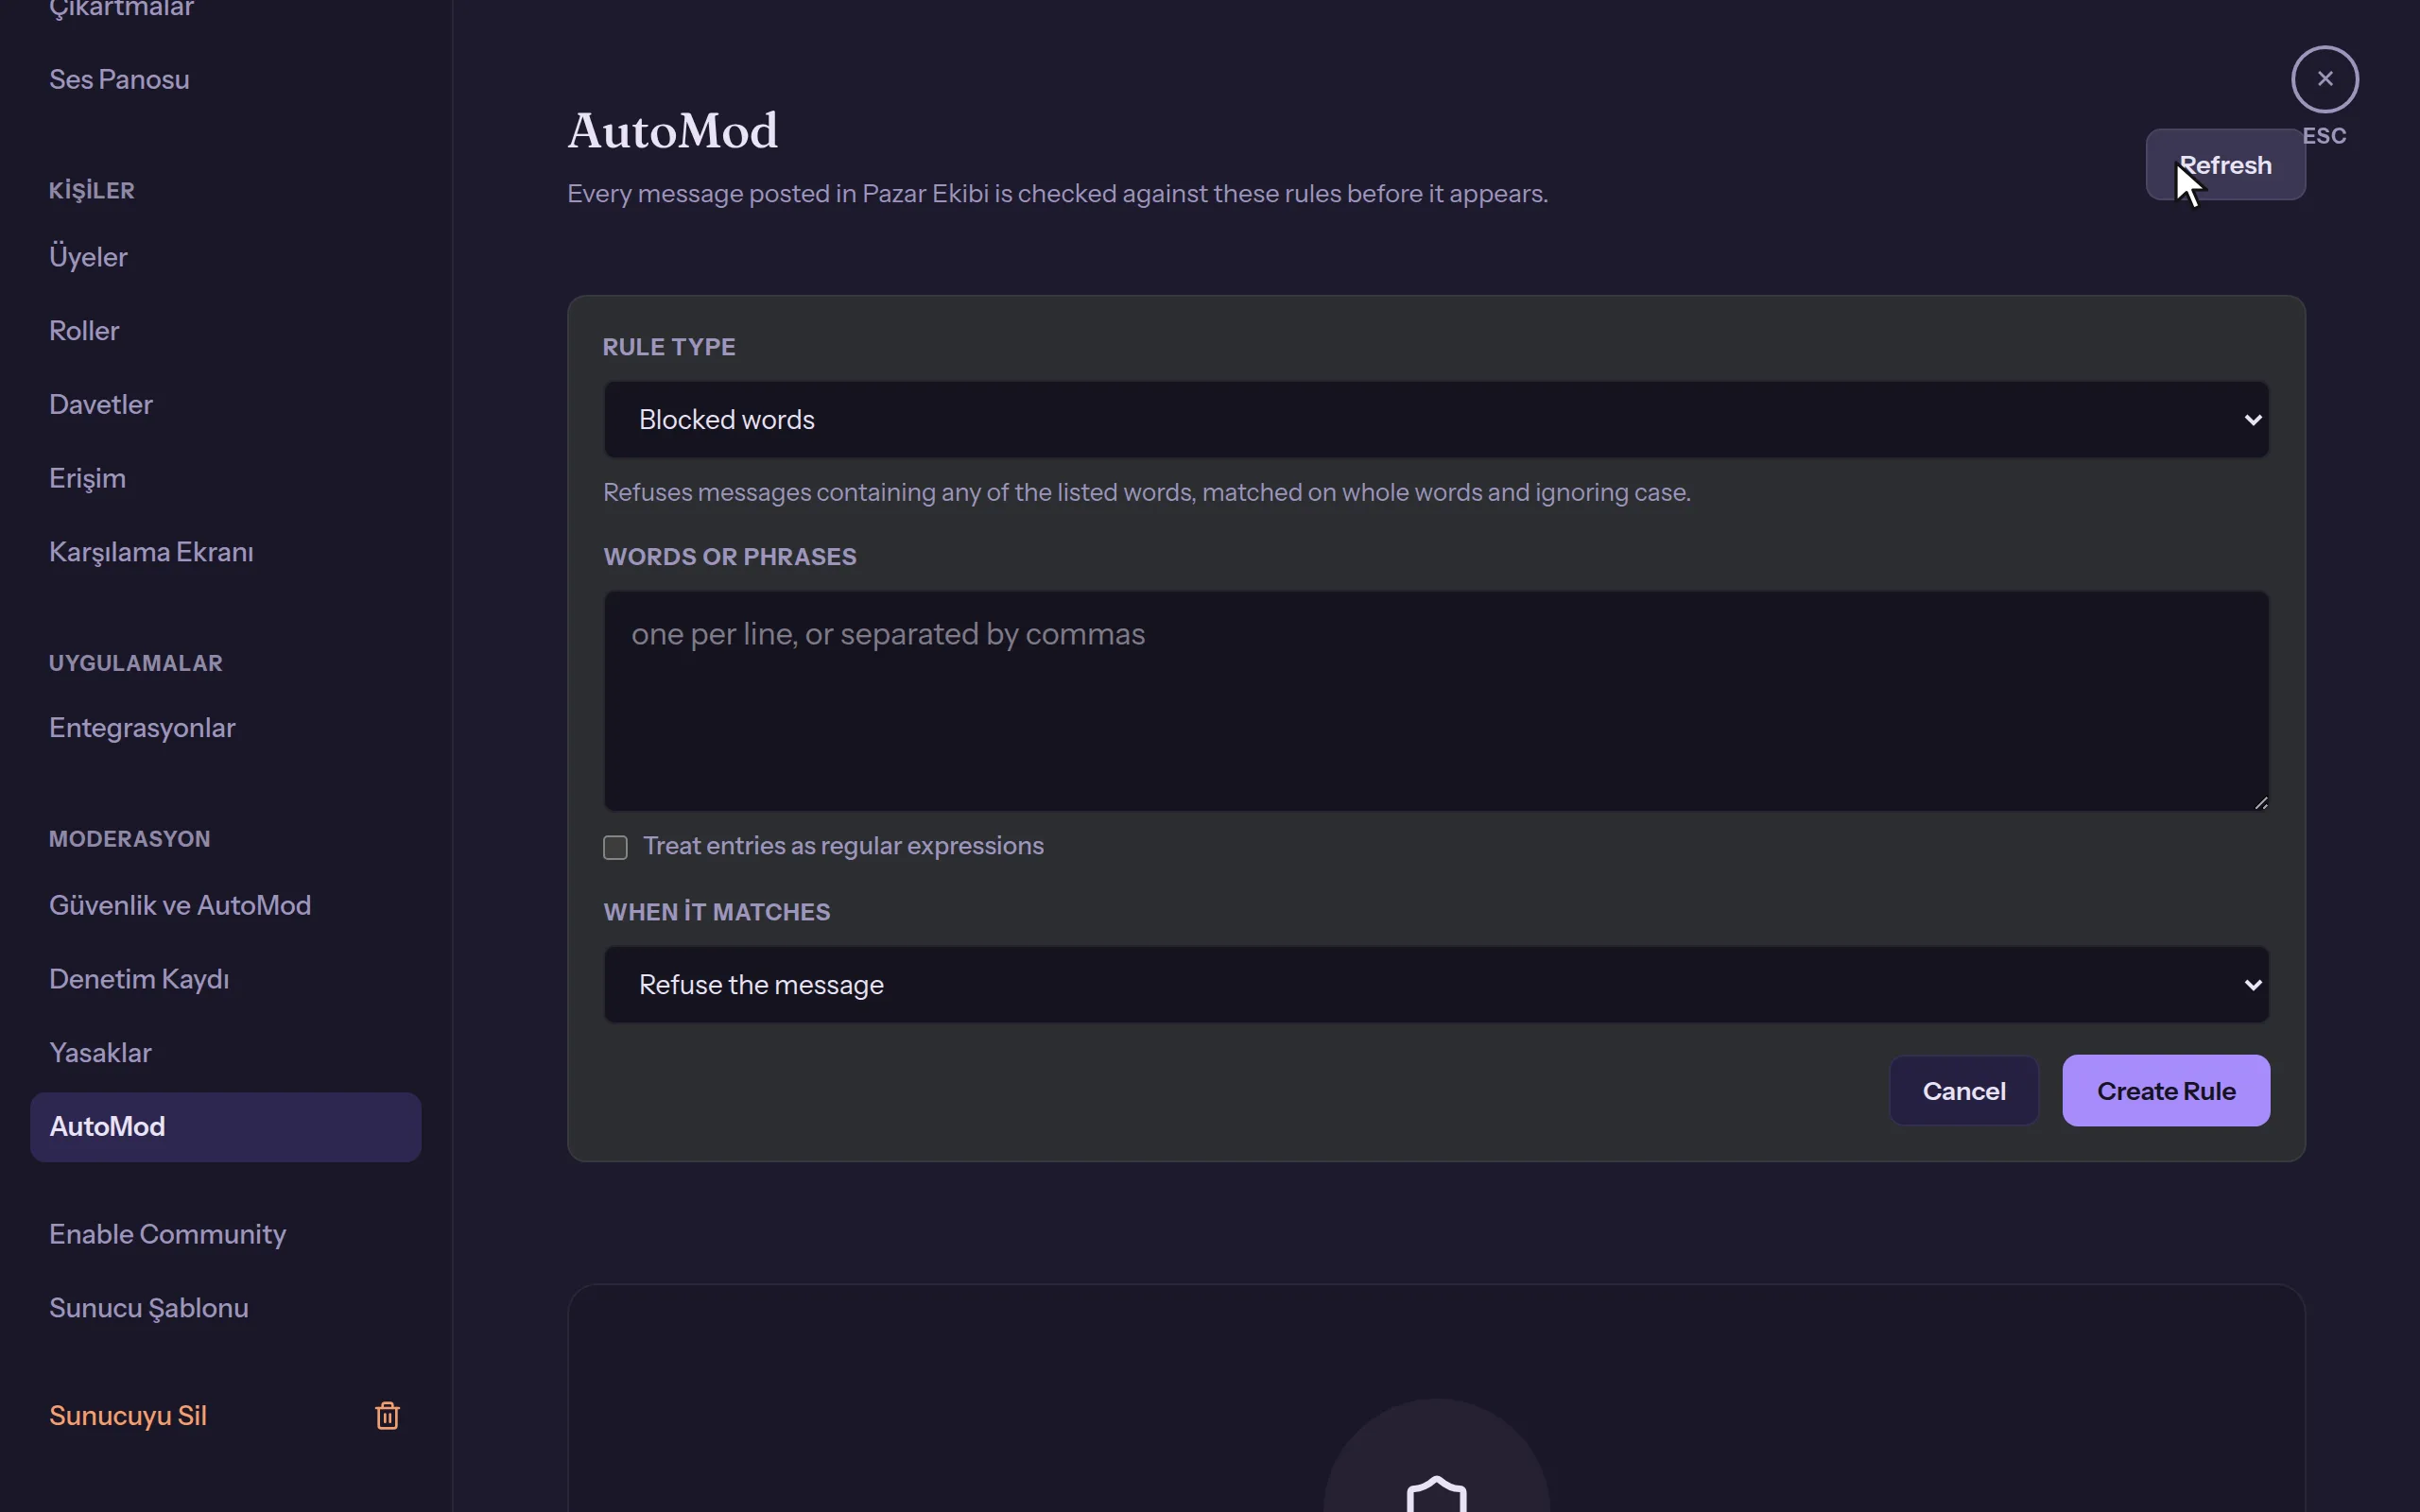 Çıkartmalar
Ses Panosu
KİŞİLER
Üyeler
Roller
Davetler
Erişim
Karşılama Ekranı
UYGULAMALAR
Entegrasyonlar
MODERASYON
Güvenlik ve AutoMod
Denetim Kaydı
Yasaklar
AutoMod
Enable Community
Sunucu Şablonu
Sunucuyu Sil
ESC
AutoMod
Refresh
Every message posted in Pazar Ekibi is checked against these rules before it appears.
RULE TYPE
Blocked words
Refuses messages containing any of the listed words, matched on whole words and ignoring case.
WORDS OR PHRASES
one per line, or separated by commas
Treat entries as regular expressions
WHEN İT MATCHES
Refuse the message
Cancel
Create Rule